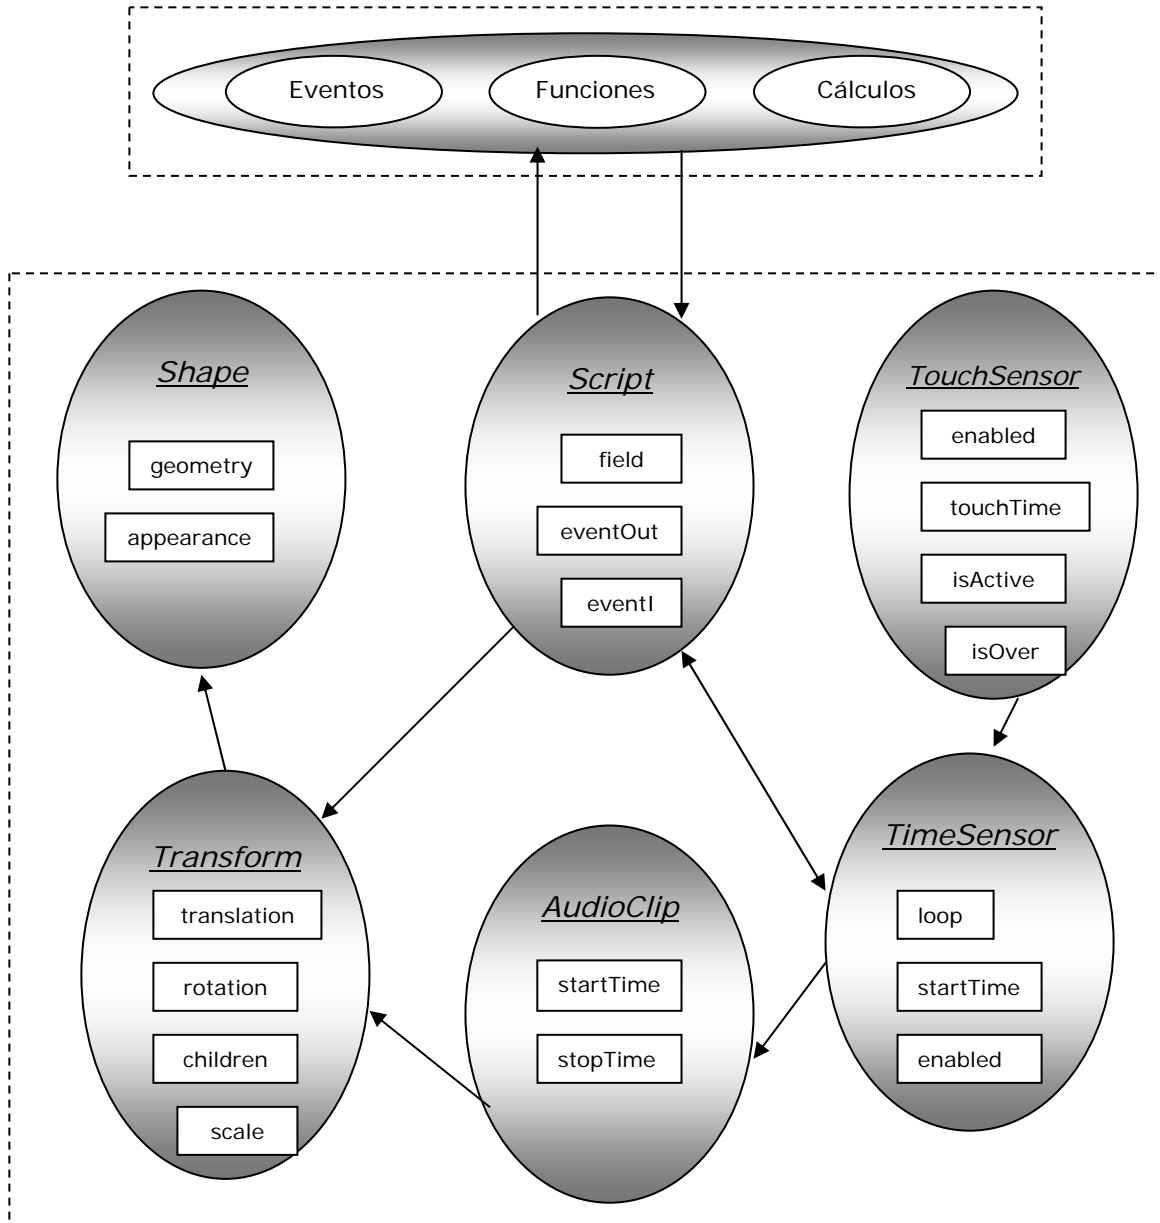 Eventos
Funciones
Cálculos
Shape
geometry
appearance
Script
field
eventOut
eventI
TouchSensor
enabled
touchTime
isActive
isOver
Transform
translation
rotation
children
scale
AudioClip
startTime
stopTime
TimeSensor
loop
startTime
enabled